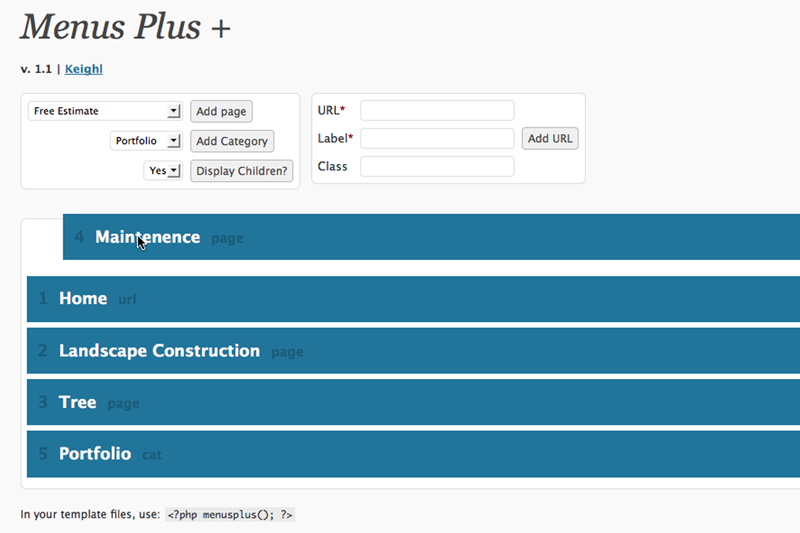 Menus Plus +
v. 1.1 | Keighl
Free Estimate Add page
Portfolio Add Category
Yes Display Children?
URL*
Label* Add URL
Class
4 Maintenence page
1 Home url
2 Landscape Construction page
3 Tree page
5 Portfolio cat
In your template files, use: <?php menusplus(); ?>